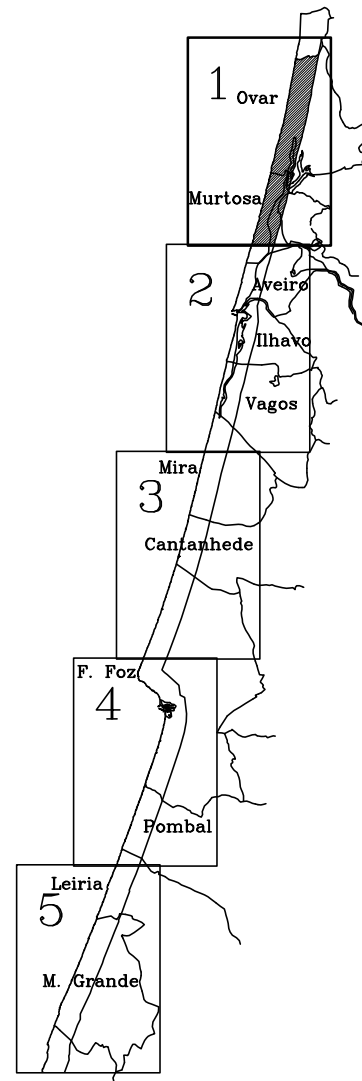 1
Ovar
Murtosa
2
Aveiro
Ilhavo
Vagos
Mira
3
Cantanhede
F. Foz
4
Pombal
Leiria
5
M. Grande